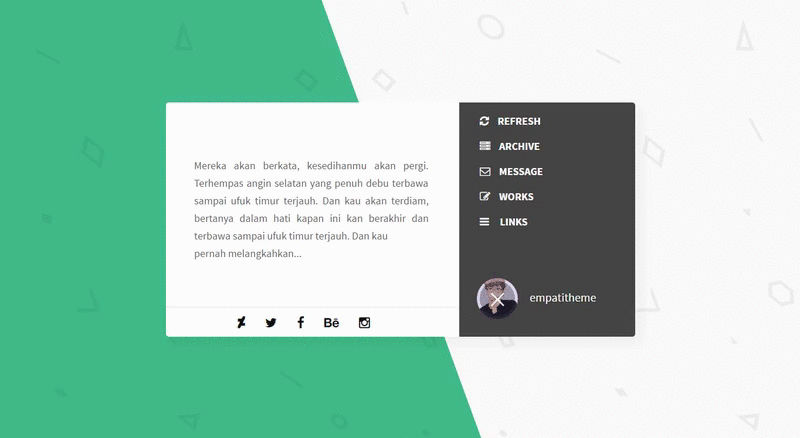 Mereka akan berkata, kesedihanmu akan pergi.
Terhempas angin selatan yang penuh debu terbawa
sampai ufuk timur terjauh. Dan kau akan terdiam,
bertanya dalam hati kapan ini kan berakhir dan
terbawa sampai ufuk timur terjauh. Dan kau
pernah melangkahkan...
Bē
REFRESH
ARCHIVE
MESSAGE
WORKS
LINKS
empatitheme